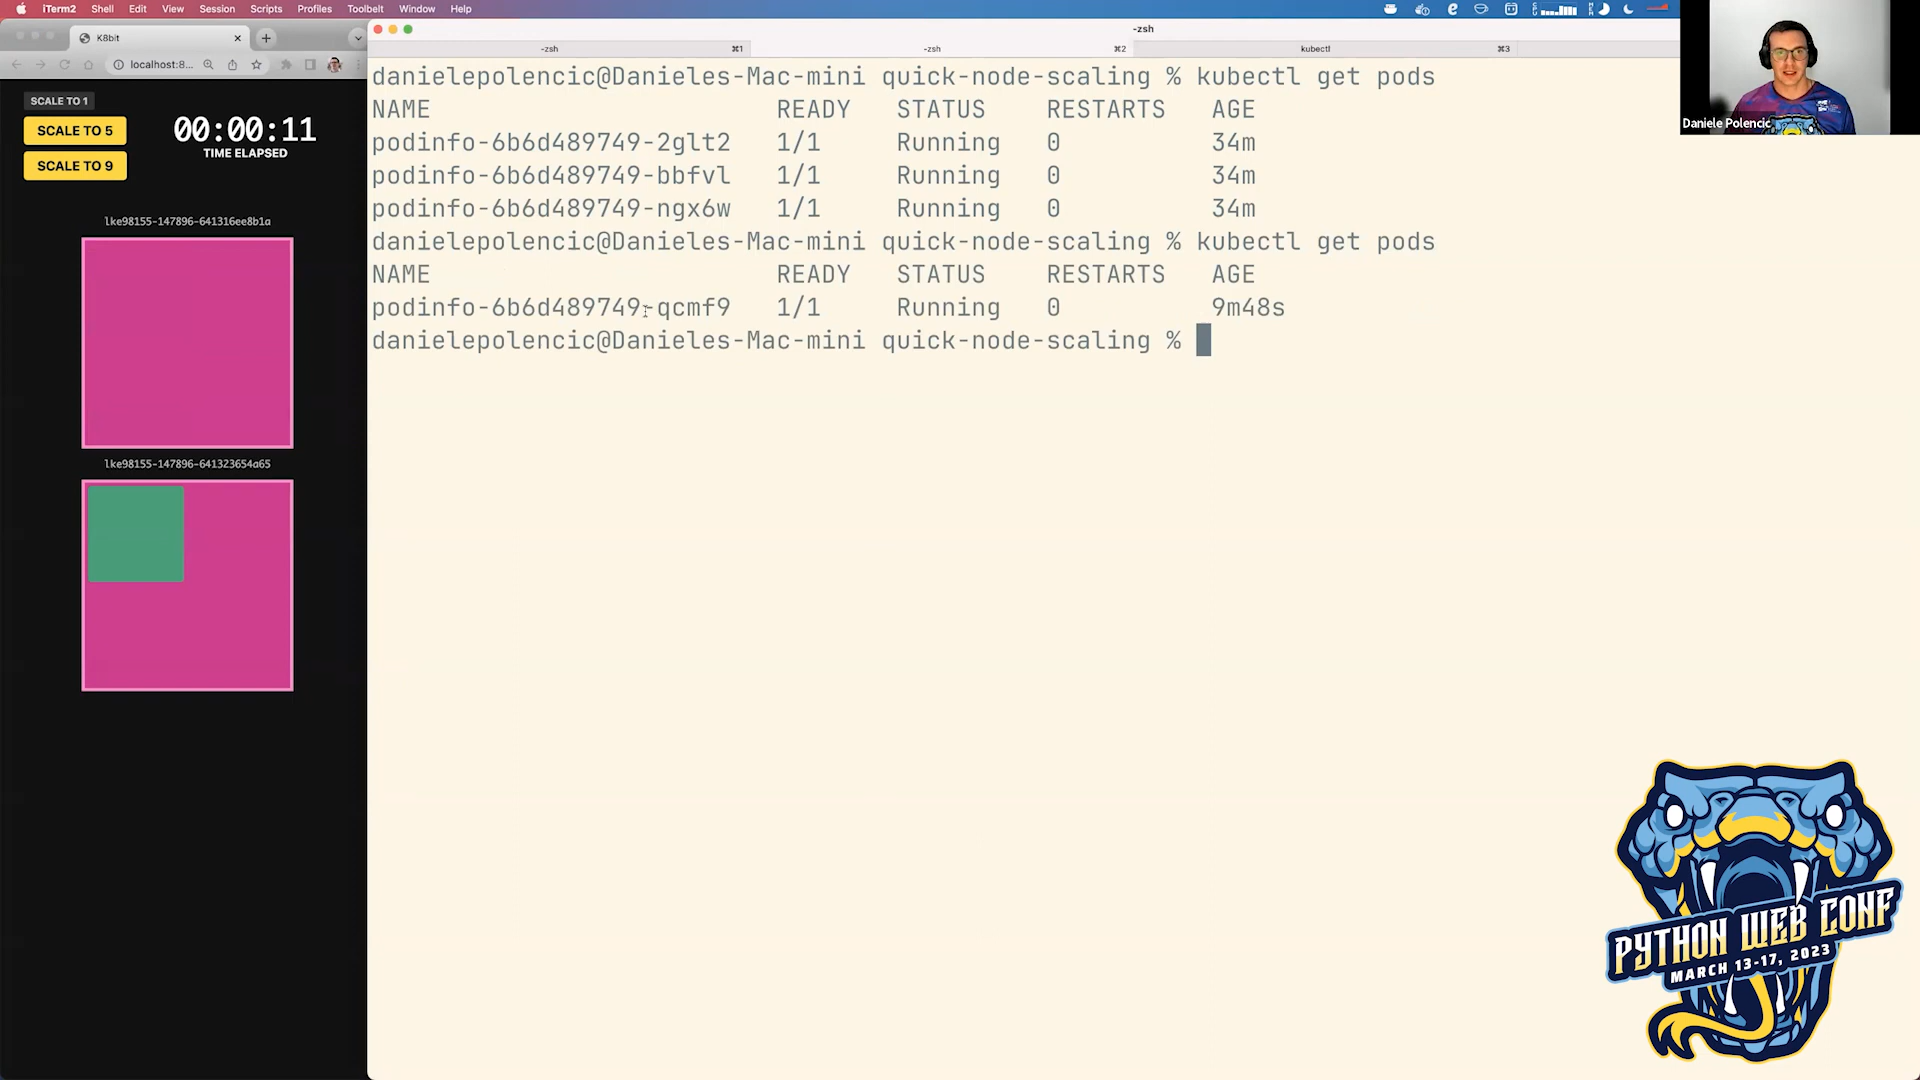 iTerm2 Shell Edit View Session Scripts Profiles Toolbelt Window Help
K8bit
localhost:8...
SCALE TO 1
SCALE TO 5
SCALE TO 9
00:00:11
TIME ELAPSED
lke98155-147896-641316ee8b1a
lke98155-147896-641323654a65
-zsh
-zsh ⌘1
-zsh ⌘2
kubectl ⌘3
danielepolencic@Danieles-Mac-mini quick-node-scaling % kubectl get pods
NAME READY STATUS RESTARTS AGE
podinfo-6b6d489749-2glt2 1/1 Running 0 34m
podinfo-6b6d489749-bbfvl 1/1 Running 0 34m
podinfo-6b6d489749-ngx6w 1/1 Running 0 34m
danielepolencic@Danieles-Mac-mini quick-node-scaling % kubectl get pods
NAME READY STATUS RESTARTS AGE
podinfo-6b6d489749-qcmf9 1/1 Running 0 9m48s
danielepolencic@Danieles-Mac-mini quick-node-scaling %
Daniele Polencic
PYTHON WEB CONF
MARCH 13-17, 2023